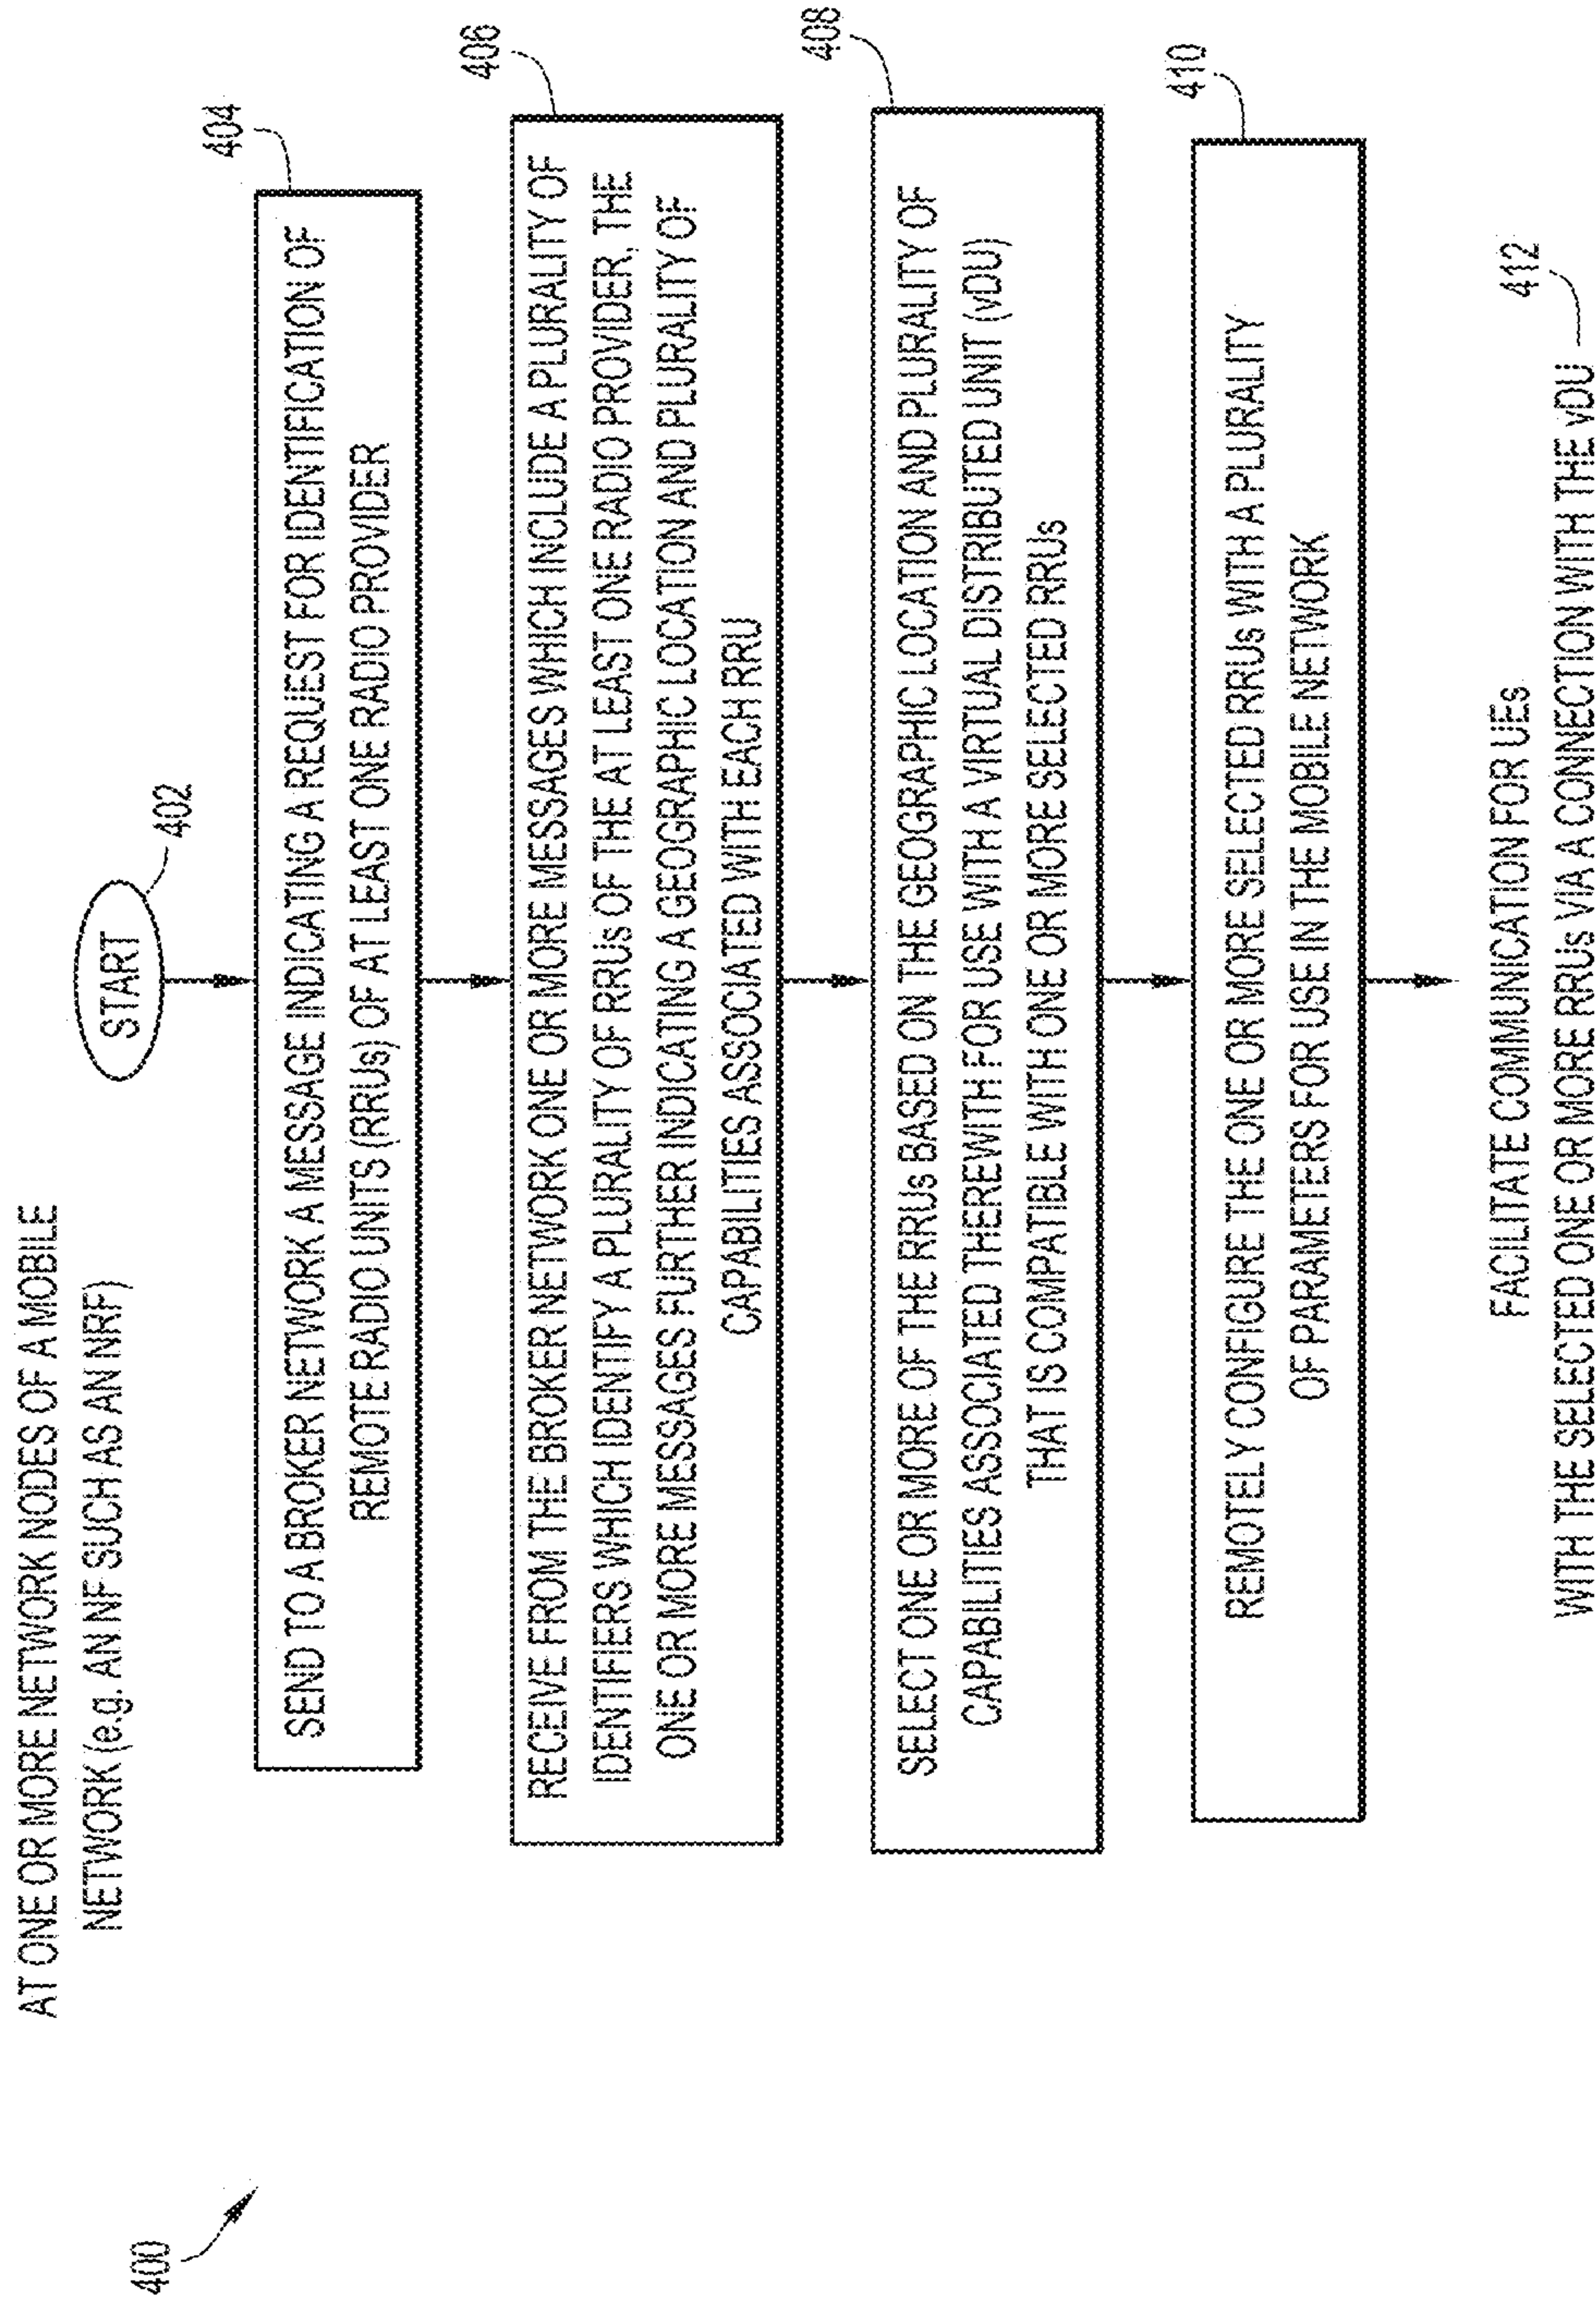 400
AT ONE OR MORE NETWORK NODES OF A MOBILE
NETWORK (e.g. AN NF SUCH AS AN NRF)
START
402
404
SEND TO A BROKER NETWORK A MESSAGE INDICATING A REQUEST FOR IDENTIFICATION OF
REMOTE RADIO UNITS (RRUs) OF AT LEAST ONE RADIO PROVIDER
406
RECEIVE FROM THE BROKER NETWORK ONE OR MORE MESSAGES WHICH INCLUDE A PLURALITY OF
IDENTIFIERS WHICH IDENTIFY A PLURALITY OF RRUs OF THE AT LEAST ONE RADIO PROVIDER, THE
ONE OR MORE MESSAGES FURTHER INDICATING A GEOGRAPHIC LOCATION AND PLURALITY OF
CAPABILITIES ASSOCIATED WITH EACH RRU
408
SELECT ONE OR MORE OF THE RRUs BASED ON THE GEOGRAPHIC LOCATION AND PLURALITY OF
CAPABILITIES ASSOCIATED THEREWITH FOR USE WITH A VIRTUAL DISTRIBUTED UNIT (vDU)
THAT IS COMPATIBLE WITH ONE OR MORE SELECTED RRUs
410
REMOTELY CONFIGURE THE ONE OR MORE SELECTED RRUs WITH A PLURALITY
OF PARAMETERS FOR USE IN THE MOBILE NETWORK
412
FACILITATE COMMUNICATION FOR UEs
WITH THE SELECTED ONE OR MORE RRUs VIA A CONNECTION WITH THE vDU